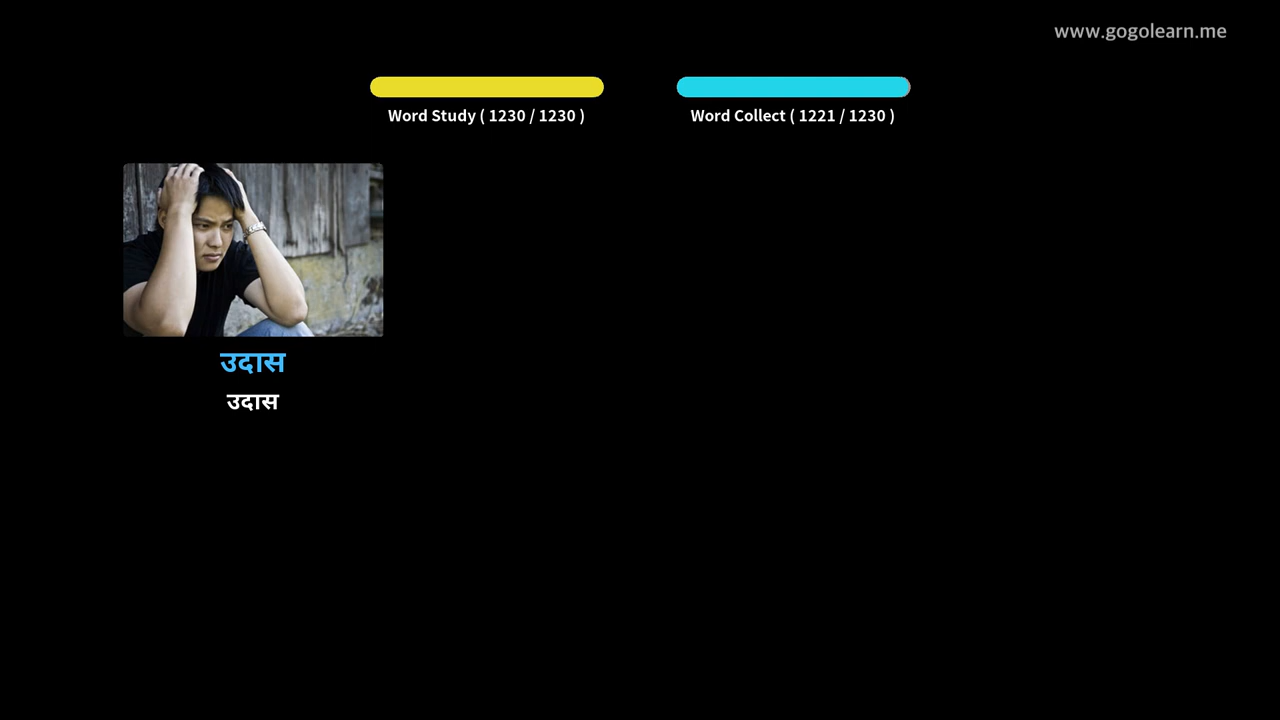 www.gogolearn.me
Word Study ( 1230 / 1230 )
Word Collect ( 1221 / 1230 )
उदास
उदास